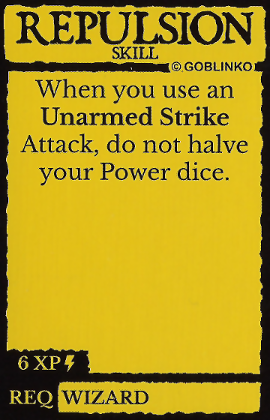 REPULSION
SKILL
© GOBLINKO
When you use an
Unarmed Strike
Attack, do not halve
your Power dice.
6 XP
REQ WIZARD